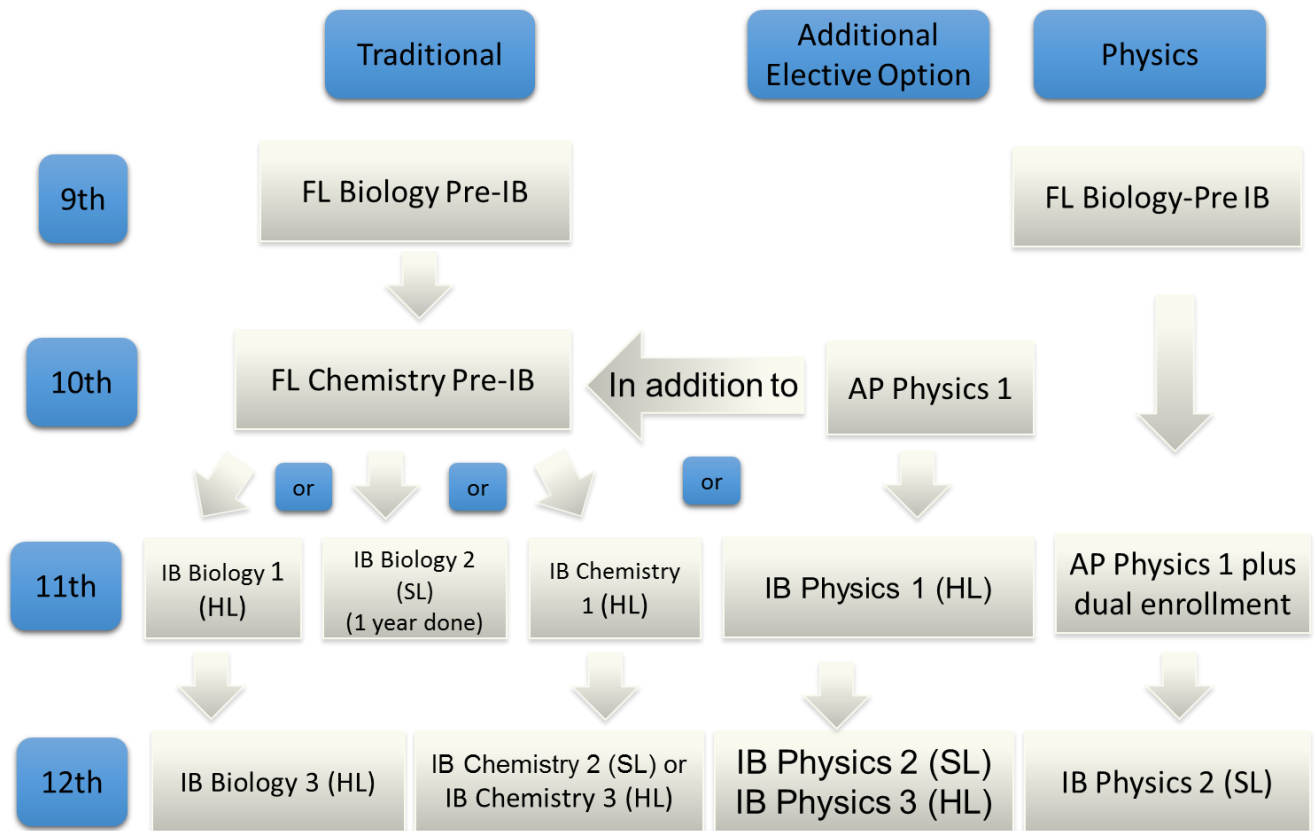 Traditional
Additional
Elective Option
Physics
9th
FL Biology Pre-IB
FL Biology-Pre IB
10th
FL Chemistry Pre-IB
In addition to
AP Physics 1
or
or
or
11th
IB Biology 1
(HL)
IB Biology 2
(SL)
(1 year done)
IB Chemistry
1 (HL)
IB Physics 1 (HL)
AP Physics 1 plus
dual enrollment
12th
IB Biology 3 (HL)
IB Chemistry 2 (SL) or
IB Chemistry 3 (HL)
IB Physics 2 (SL)
IB Physics 3 (HL)
IB Physics 2 (SL)